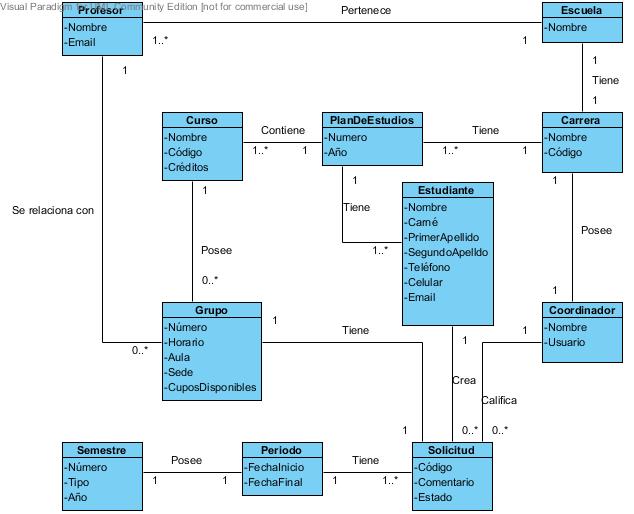 Visual Paradigm for UML Community Edition [not for commercial use]
Profesor
-Nombre
-Email
Pertenece
1..*
1
Escuela
-Nombre
1
Tiene
1
1
Curso
-Nombre
-Código
-Créditos
Contiene
1..*
1
PlanDeEstudios
-Numero
-Año
Tiene
1..*
1
Carrera
-Nombre
-Código
1
1
1
Tiene
1..*
Estudiante
-Nombre
-Carné
-PrimerApellido
-SegundoApelldo
-Teléfono
-Celular
-Email
Se relaciona con
Posee
0..*
Posee
1
Grupo
-Número
-Horario
-Aula
-Sede
-CuposDisponibles
1
Tiene
0..*
1
1
Coordinador
-Nombre
-Usuario
Crea
Califica
1
0..*
0..*
Semestre
-Número
-Tipo
-Año
Posee
1
1
Periodo
-FechaInicio
-FechaFinal
Tiene
1
1..*
Solicitud
-Código
-Comentario
-Estado